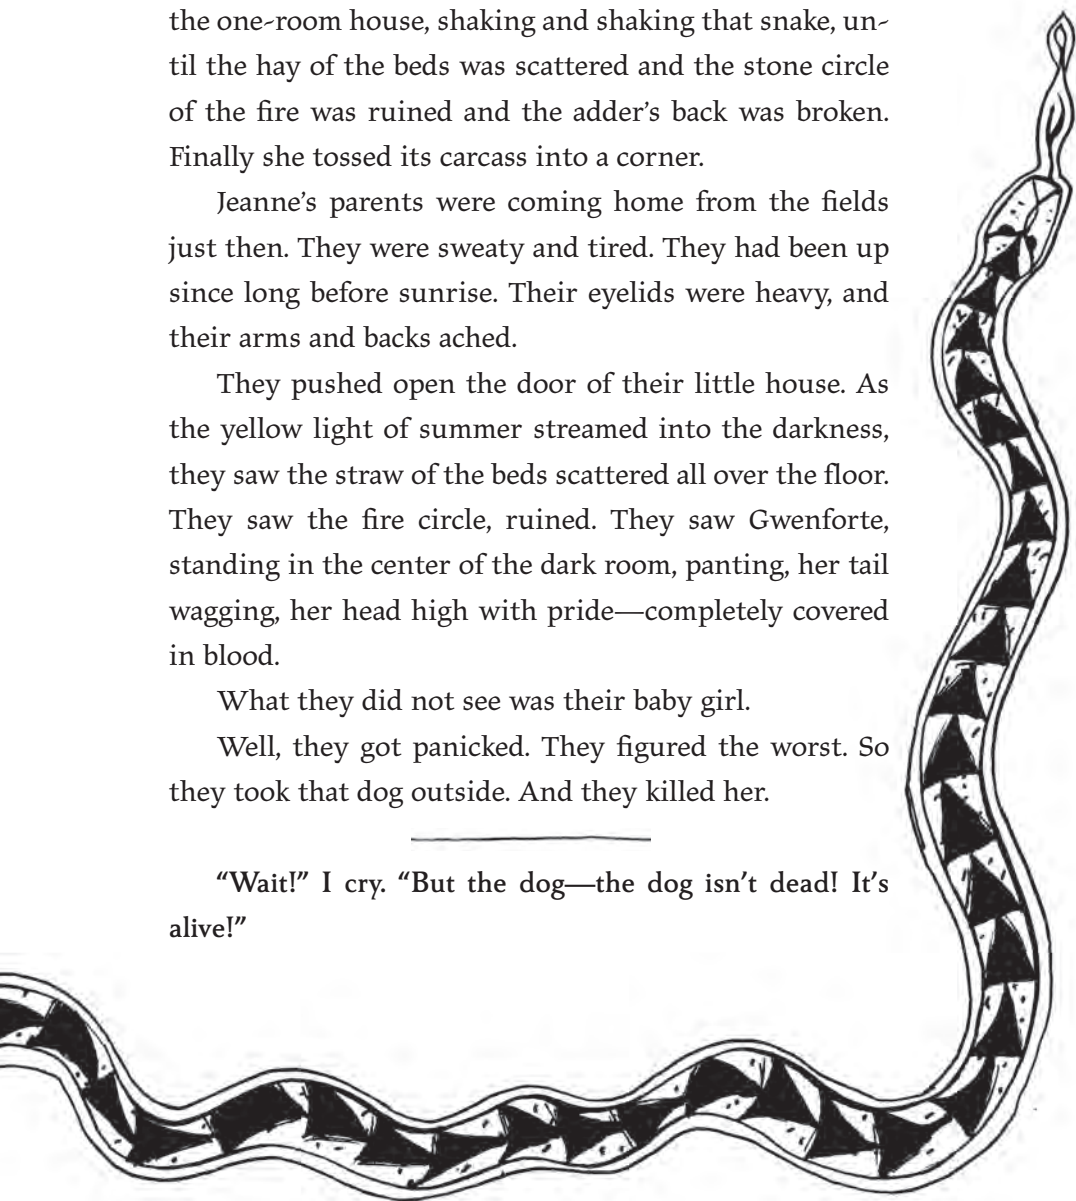 the one-room house, shaking and shaking that snake, un-
til the hay of the beds was scattered and the stone circle
of the fire was ruined and the adder’s back was broken.
Finally she tossed its carcass into a corner.
Jeanne’s parents were coming home from the fields
just then. They were sweaty and tired. They had been up
since long before sunrise. Their eyelids were heavy, and
their arms and backs ached.
They pushed open the door of their little house. As
the yellow light of summer streamed into the darkness,
they saw the straw of the beds scattered all over the floor.
They saw the fire circle, ruined. They saw Gwenforte,
standing in the center of the dark room, panting, her tail
wagging, her head high with pride—completely covered
in blood.
What they did not see was their baby girl.
Well, they got panicked. They figured the worst. So
they took that dog outside. And they killed her.
“Wait!” I cry. “But the dog—the dog isn’t dead! It’s
alive!”